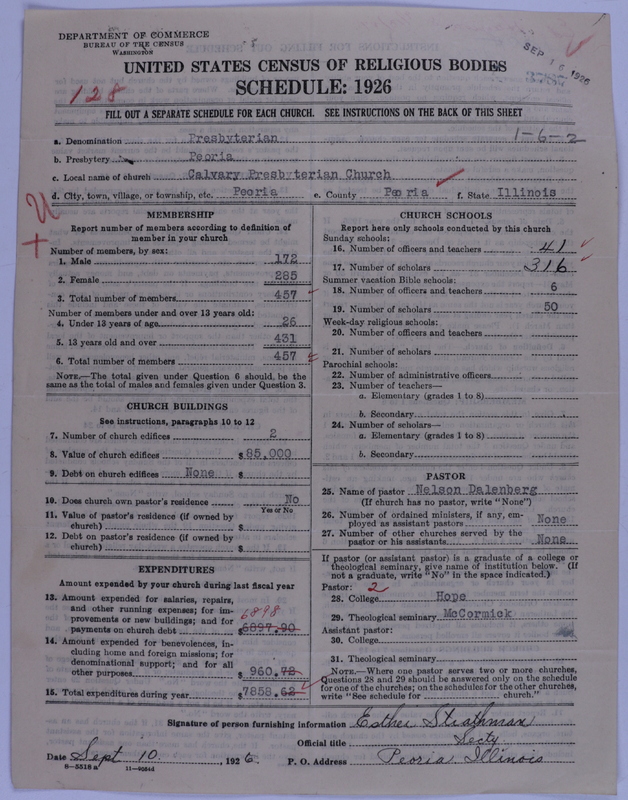 DEPARTMENT OF COMMERCE
BUREAU OF THE CENSUS
WASHINGTON
SEP 16 1926
UNITED STATES CENSUS OF RELIGIOUS BODIES
SCHEDULE: 1926
128
FILL OUT A SEPARATE SCHEDULE FOR EACH CHURCH. SEE INSTRUCTIONS ON THE BACK OF THIS SHEET
1-6-2
a. Denomination Presbyterian
b. Presbytery Peoria
c. Local name of church Calvary Presbyterian Church
d. City, town, village, or township, etc. Peoria e. County Peoria f. State Illinois
MEMBERSHIP
Report number of members according to definition of
member in your church
Number of members, by sex:
1. Male 172
2. Female 285
3. Total number of members 457
Number of members under and over 13 years old:
4. Under 13 years of age 26
5. 13 years old and over 431
6. Total number of members 457
NOTE.—The total given under Question 6 should be the
same as the total of males and females given under Question 3.
CHURCH BUILDINGS
See instructions, paragraphs 10 to 12
7. Number of church edifices 2
8. Value of church edifices $85,000
9. Debt on church edifices None $
10. Does church own pastor's residence No
Yes or No
11. Value of pastor's residence (if owned by
church) $
12. Debt on pastor's residence (if owned by
church) $
EXPENDITURES
Amount expended by your church during last fiscal year
13. Amount expended for salaries, repairs,
and other running expenses; for im-
provements or new buildings; and for
payments on church debt $6897.90
6898
14. Amount expended for benevolences, in-
cluding home and foreign missions; for
denominational support; and for all
other purposes $960.72
15. Total expenditures during year $7858.62
CHURCH SCHOOLS
Report here only schools conducted by this church
Sunday schools:
16. Number of officers and teachers 41
17. Number of scholars 316
Summer vacation Bible schools:
18. Number of officers and teachers 6
19. Number of scholars 50
Week-day religious schools:
20. Number of officers and teachers
21. Number of scholars
Parochial schools:
22. Number of administrative officers
23. Number of teachers—
a. Elementary (grades 1 to 8)
b. Secondary
24. Number of scholars—
a. Elementary (grades 1 to 8)
b. Secondary
PASTOR
25. Name of pastor Nelson Dalenberg
(If church has no pastor, write "None")
26. Number of ordained ministers, if any, em-
ployed as assistant pastors None
27. Number of other churches served by the
pastor or his assistants None
If pastor (or assistant pastor) is a graduate of a college or
theological seminary, give name of institution below. (If
not a graduate, write "No" in the space indicated.)
Pastor: 2
28. College Hope
29. Theological seminary McCormick
Assistant pastor:
30. College
31. Theological seminary
NOTE.—Where one pastor serves two or more churches,
Questions 28 and 29 should be answered only on the schedule
for one of the churches; on the schedules for the other churches,
write "See schedule for church."
Signature of person furnishing information Esther Strathman
Official title Secty
Date Sept 10, 1926. P. O. Address Peoria Illinois
8—5518 a 11—90544